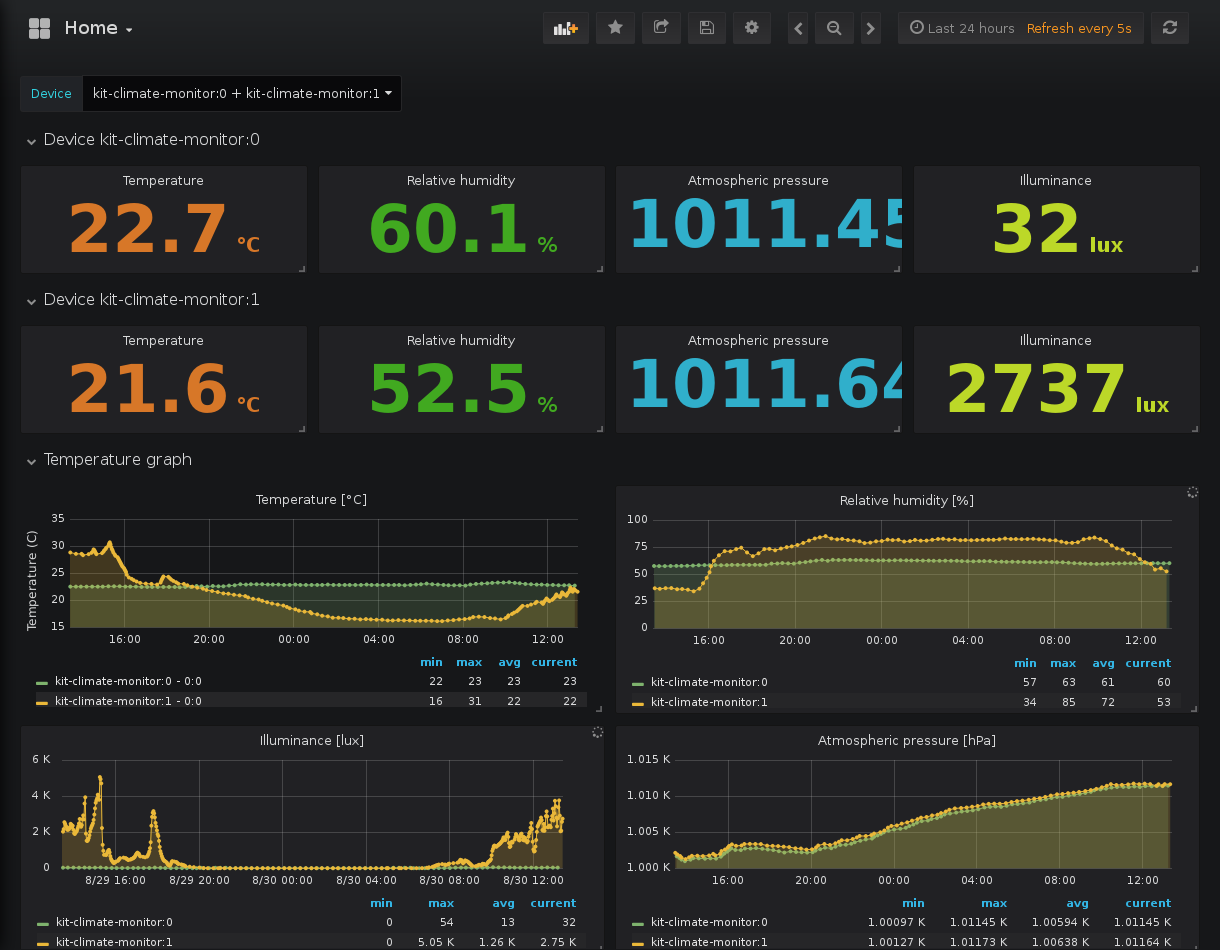 Home
Last 24 hours Refresh every 5s
Device kit-climate-monitor:0 + kit-climate-monitor:1
Device kit-climate-monitor:0
Temperature Relative humidity Atmospheric pressure Illuminance
22.7 °C 60.1 % 1011.45 32 lux
Device kit-climate-monitor:1
Temperature Relative humidity Atmospheric pressure Illuminance
21.6 °C 52.5 % 1011.64 2737 lux
Temperature graph
Temperature [°C]
Temperature (C)
35
30
25
20
15
16:00 20:00 00:00 04:00 08:00 12:00
min max avg current
kit-climate-monitor:0 - 0:0 22 23 23 23
kit-climate-monitor:1 - 0:0 16 31 22 22
Relative humidity [%]
100
75
50
25
0
16:00 20:00 00:00 04:00 08:00 12:00
min max avg current
kit-climate-monitor:0 57 63 61 60
kit-climate-monitor:1 34 85 72 53
Illuminance [lux]
6 K
4 K
2 K
0
8/29 16:00 8/29 20:00 8/30 00:00 8/30 04:00 8/30 08:00 8/30 12:00
min max avg current
kit-climate-monitor:0 0 54 13 32
kit-climate-monitor:1 0 5.05 K 1.26 K 2.75 K
Atmospheric pressure [hPa]
1.015 K
1.010 K
1.005 K
1.000 K
16:00 20:00 00:00 04:00 08:00 12:00
min max avg current
kit-climate-monitor:0 1.00097 K 1.01145 K 1.00594 K 1.01145 K
kit-climate-monitor:1 1.00127 K 1.01173 K 1.00638 K 1.01164 K